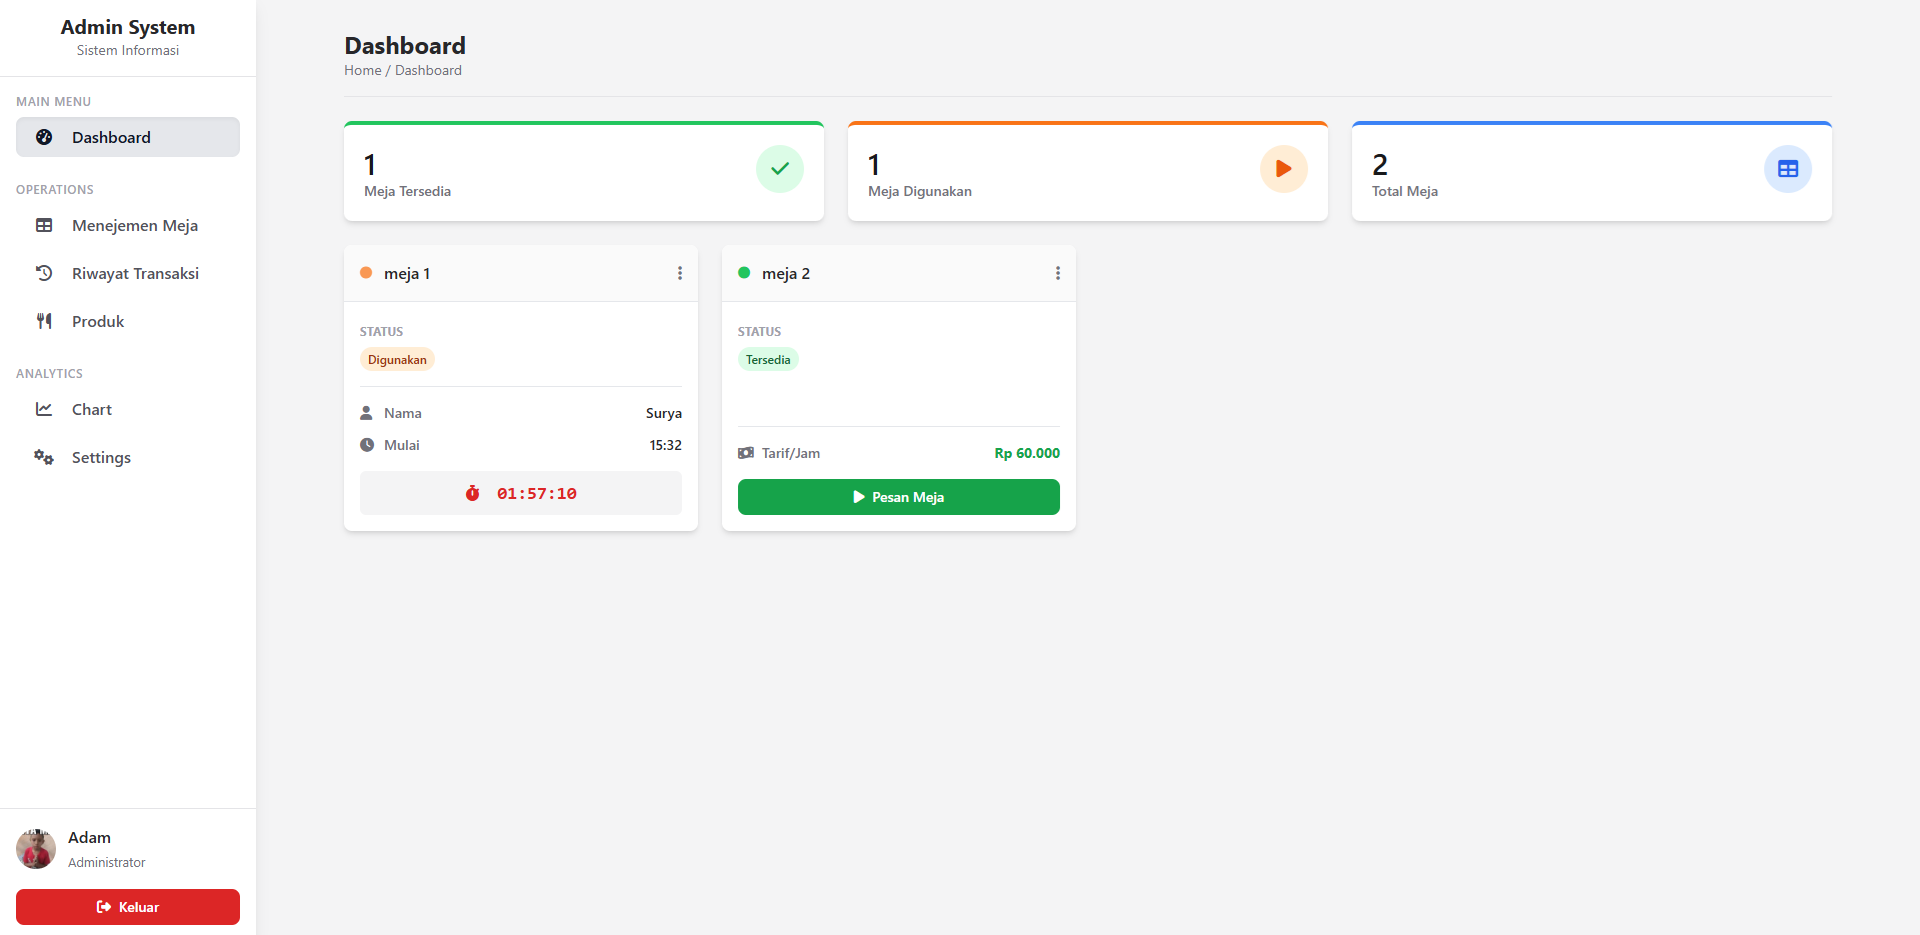 Admin System
Sistem Informasi
MAIN MENU
Dashboard
OPERATIONS
Menejemen Meja
Riwayat Transaksi
Produk
ANALYTICS
Chart
Settings
Adam
Administrator
Keluar
Dashboard
Home / Dashboard
1
Meja Tersedia
1
Meja Digunakan
2
Total Meja
meja 1
STATUS
Digunakan
Nama Surya
Mulai 15:32
01:57:10
meja 2
STATUS
Tersedia
Tarif/Jam Rp 60.000
Pesan Meja